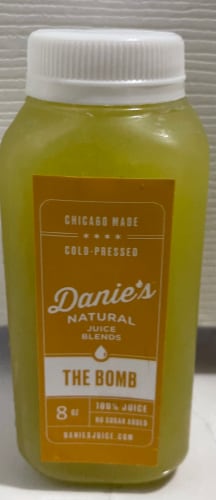 CHICAGO MADE
COLD-PRESSED
Danie's
NATURAL
JUICE
BLENDS
THE BOMB
8 OZ
100% JUICE
NO SUGAR ADDED
DANIESJUICE.COM